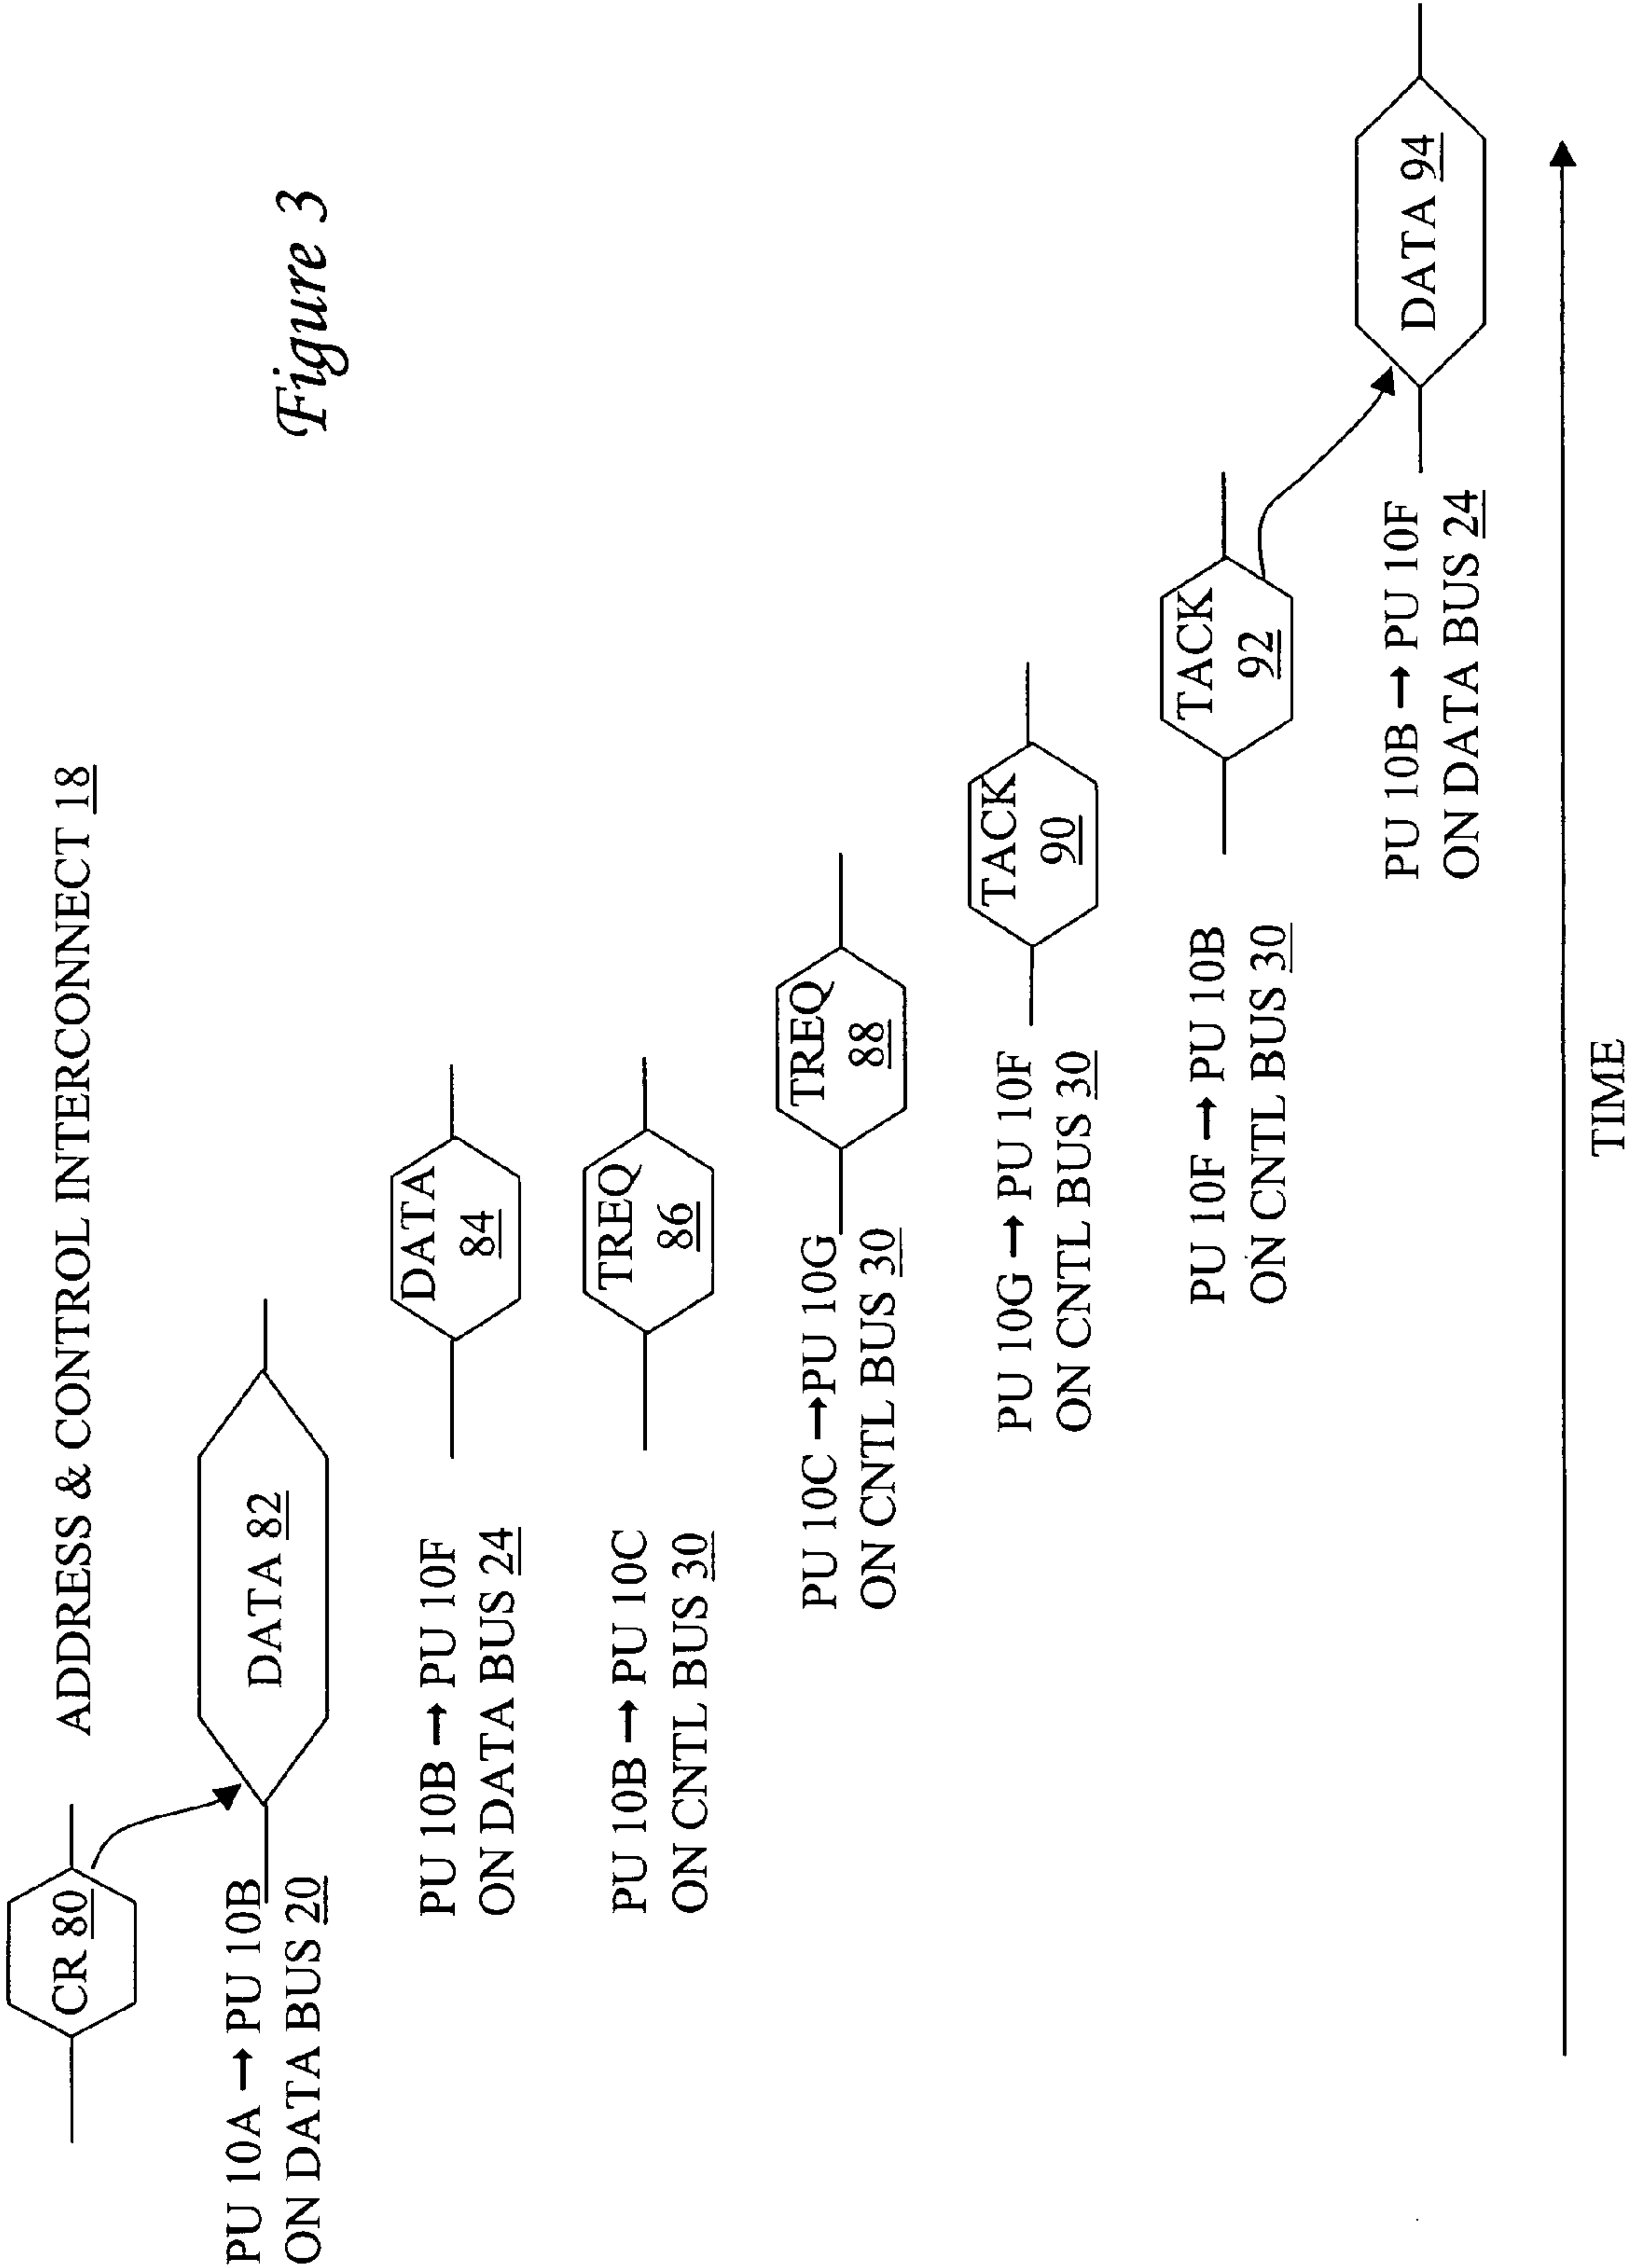 Figure 3
CR 80
ADDRESS & CONTROL INTERCONNECT 18
PU 10A → PU 10B
ON DATA BUS 20
DATA 82
PU 10B → PU 10F
ON DATA BUS 24
DATA
84
PU 10B → PU 10C
ON CNTL BUS 30
TREQ
86
PU 10C → PU 10G
ON CNTL BUS 30
TREQ
88
PU 10G → PU 10F
ON CNTL BUS 30
TACK
90
PU 10F → PU 10B
ON CNTL BUS 30
TACK
92
PU 10B → PU 10F
ON DATA BUS 24
DATA 94
TIME